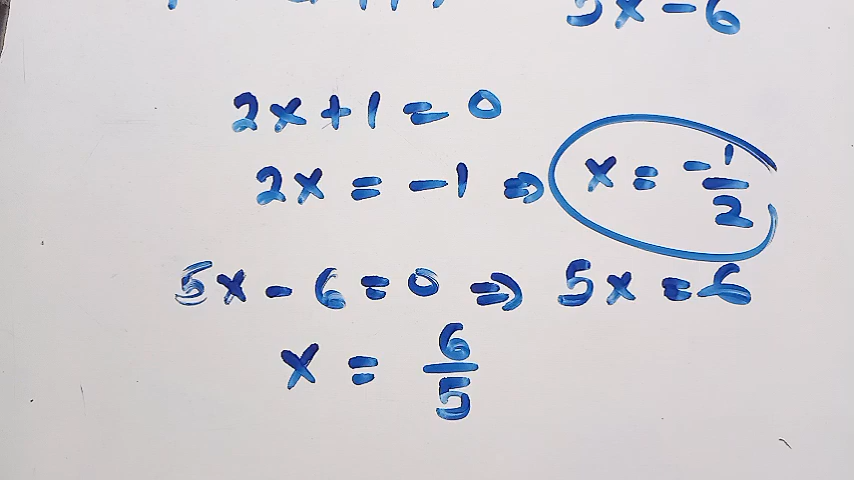 5x-6
2x+1=0
2x = -1 ⇒ x = -1/2
5x-6=0 ⇒ 5x=6
x = 6/5